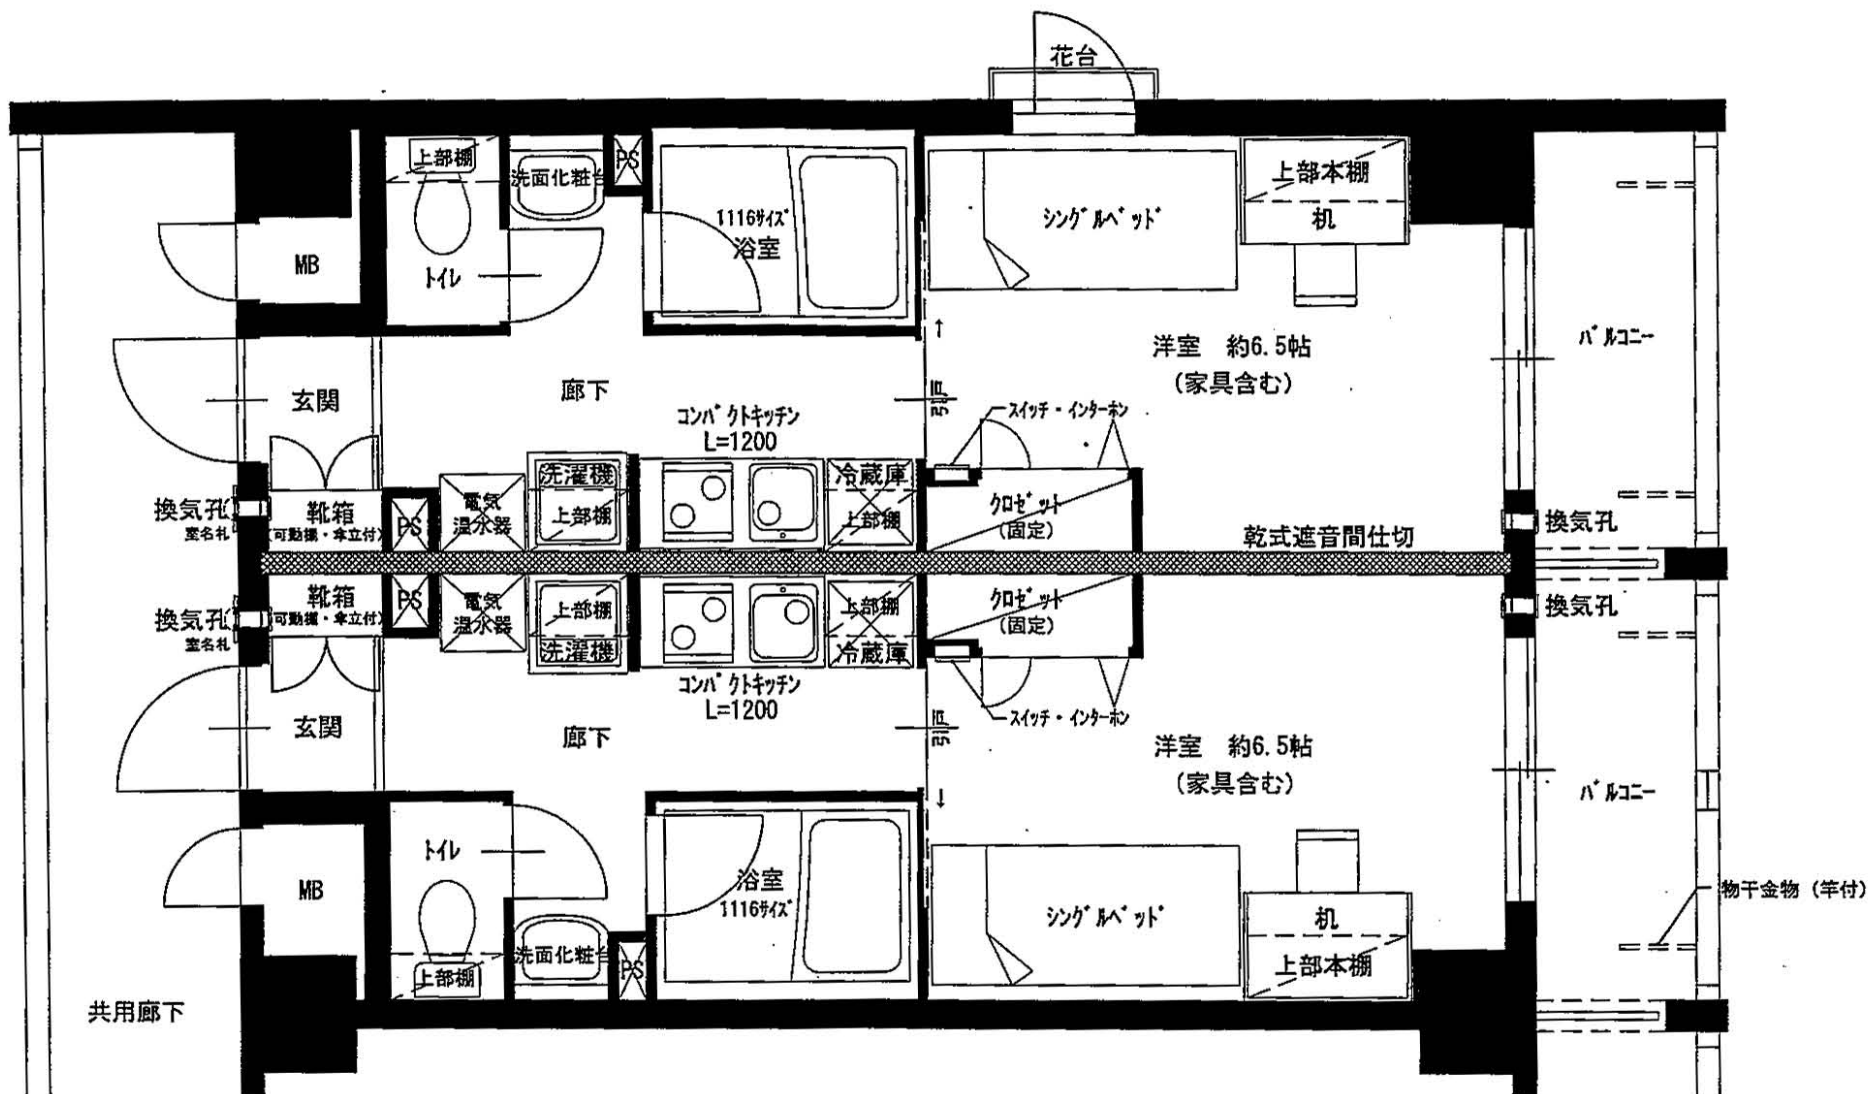 花台
上部棚
洗面化粧台
PS
1116サイズ
浴室
シングルベッド
上部本棚
机
MB
トイレ
バルコニー
洋室　約6.5帖
(家具含む)
玄関
廊下
引戸
スイッチ・インターホン
コンパクトキッチン
L=1200
換気孔
室名札
靴箱
(可動棚・傘立付)
PS
電気
温水器
洗濯機
上部棚
冷蔵庫
上部棚
クロゼット
(固定)
乾式遮音間仕切
換気孔
換気孔
室名札
靴箱
(可動棚・傘立付)
PS
電気
温水器
上部棚
洗濯機
上部棚
冷蔵庫
クロゼット
(固定)
換気孔
コンパクトキッチン
L=1200
スイッチ・インターホン
玄関
廊下
引戸
洋室　約6.5帖
(家具含む)
バルコニー
MB
トイレ
浴室
1116サイズ
シングルベッド
机
上部本棚
物干金物（竿付）
洗面化粧台
PS
上部棚
共用廊下